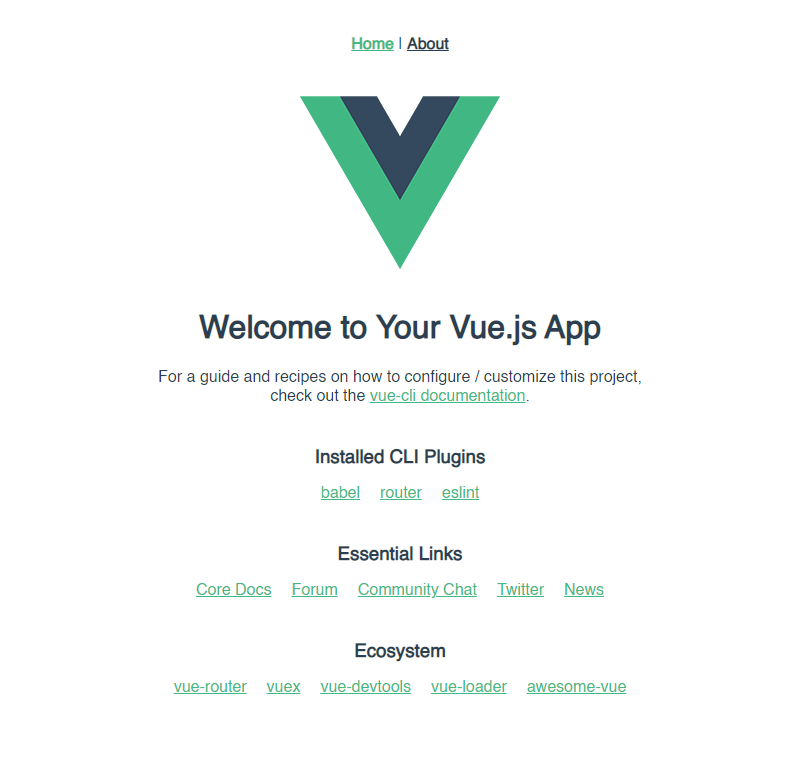 Home | About
Welcome to Your Vue.js App
For a guide and recipes on how to configure / customize this project,
check out the vue-cli documentation.
Installed CLI Plugins
babel router eslint
Essential Links
Core Docs Forum Community Chat Twitter News
Ecosystem
vue-router vuex vue-devtools vue-loader awesome-vue